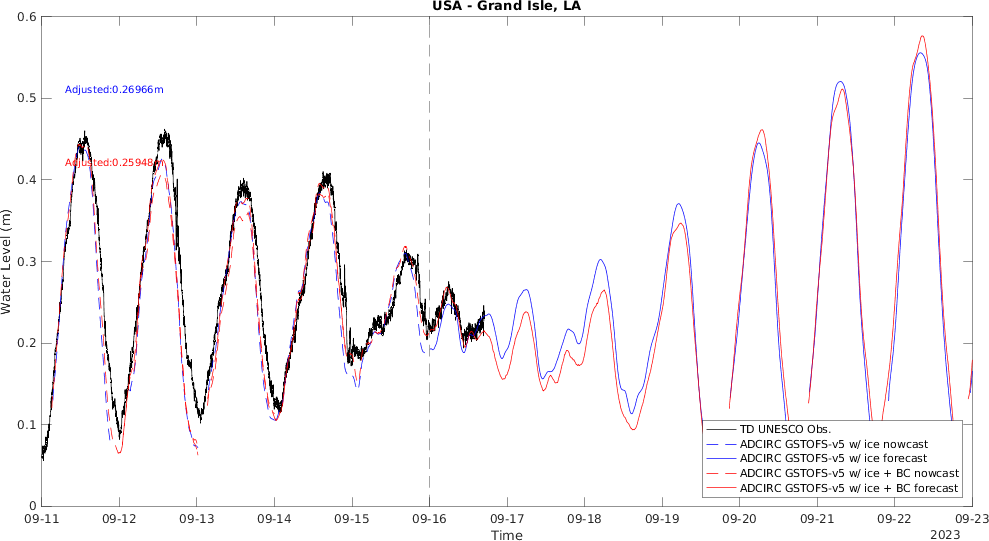 USA - Grand Isle, LA
0.6
0.5
0.4
0.3
0.2
0.1
0
Water Level (m)
Adjusted:0.26966m
Adjusted:0.25948
TD UNESCO Obs.
ADCIRC GSTOFS-v5 w/ ice nowcast
ADCIRC GSTOFS-v5 w/ ice forecast
ADCIRC GSTOFS-v5 w/ ice + BC nowcast
ADCIRC GSTOFS-v5 w/ ice + BC forecast
09-11 09-12 09-13 09-14 09-15 09-16 09-17 09-18 09-19 09-20 09-21 09-22 09-23
Time
2023